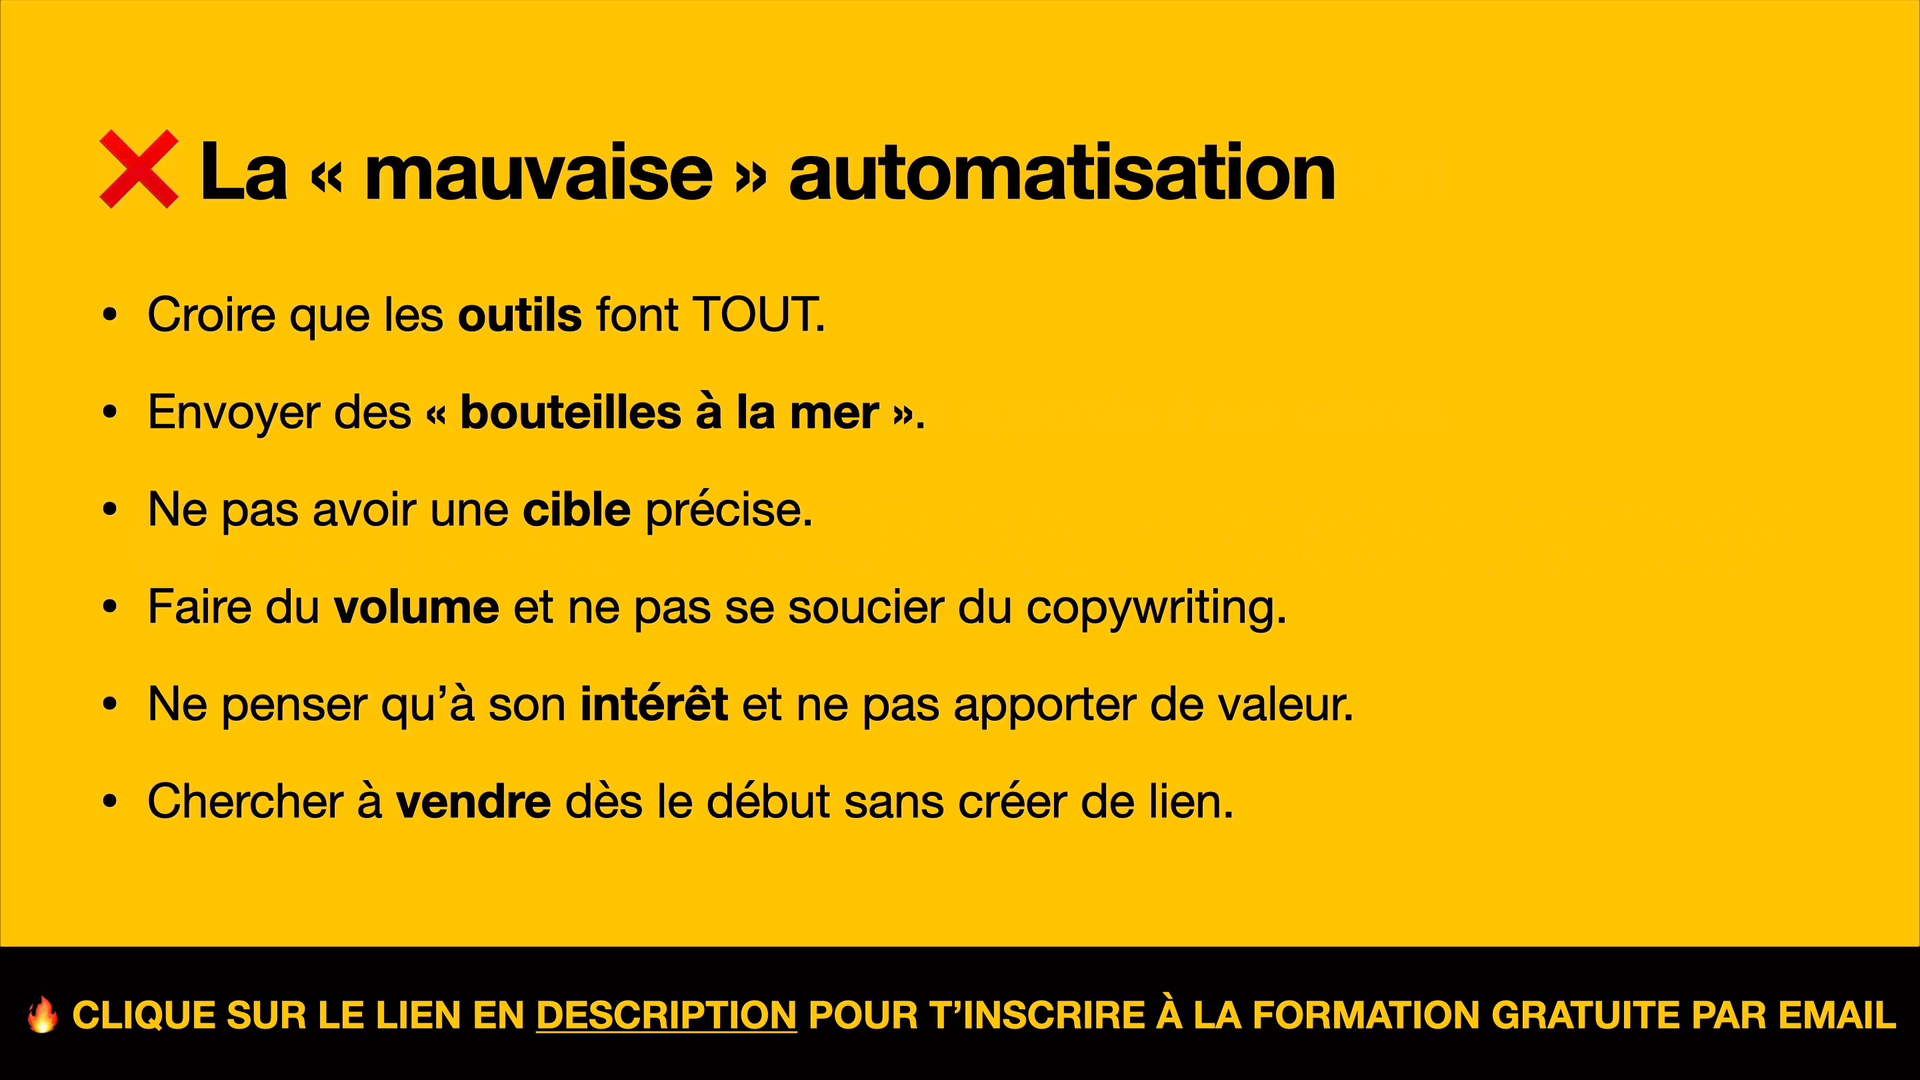 ❌ La « mauvaise » automatisation
• Croire que les outils font TOUT.
• Envoyer des « bouteilles à la mer ».
• Ne pas avoir une cible précise.
• Faire du volume et ne pas se soucier du copywriting.
• Ne penser qu’à son intérêt et ne pas apporter de valeur.
• Chercher à vendre dès le début sans créer de lien.
🔥 CLIQUE SUR LE LIEN EN DESCRIPTION POUR T’INSCRIRE À LA FORMATION GRATUITE PAR EMAIL